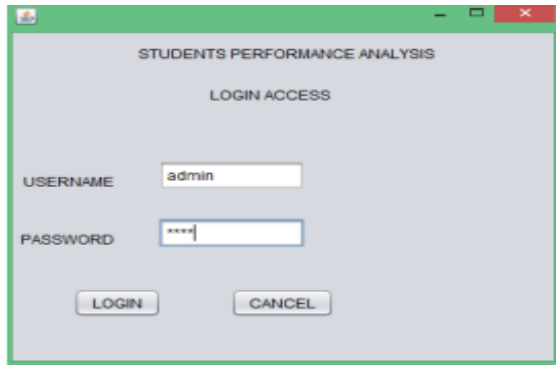 STUDENTS PERFORMANCE ANALYSIS
LOGIN ACCESS
USERNAME admin
PASSWORD ****
LOGIN CANCEL